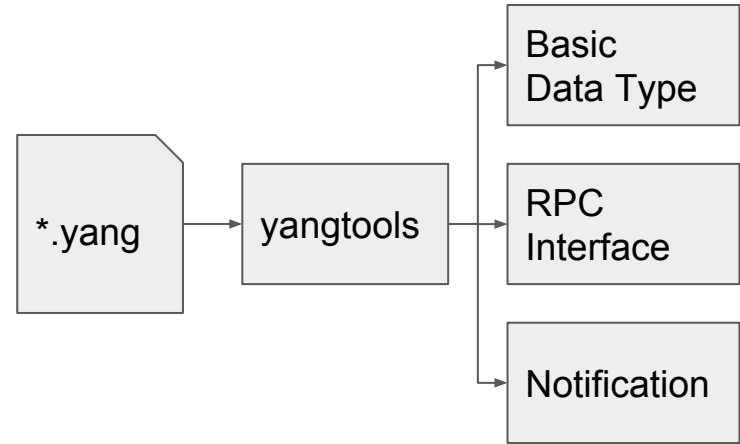 *.yang
yangtools
Basic
Data Type
RPC
Interface
Notification